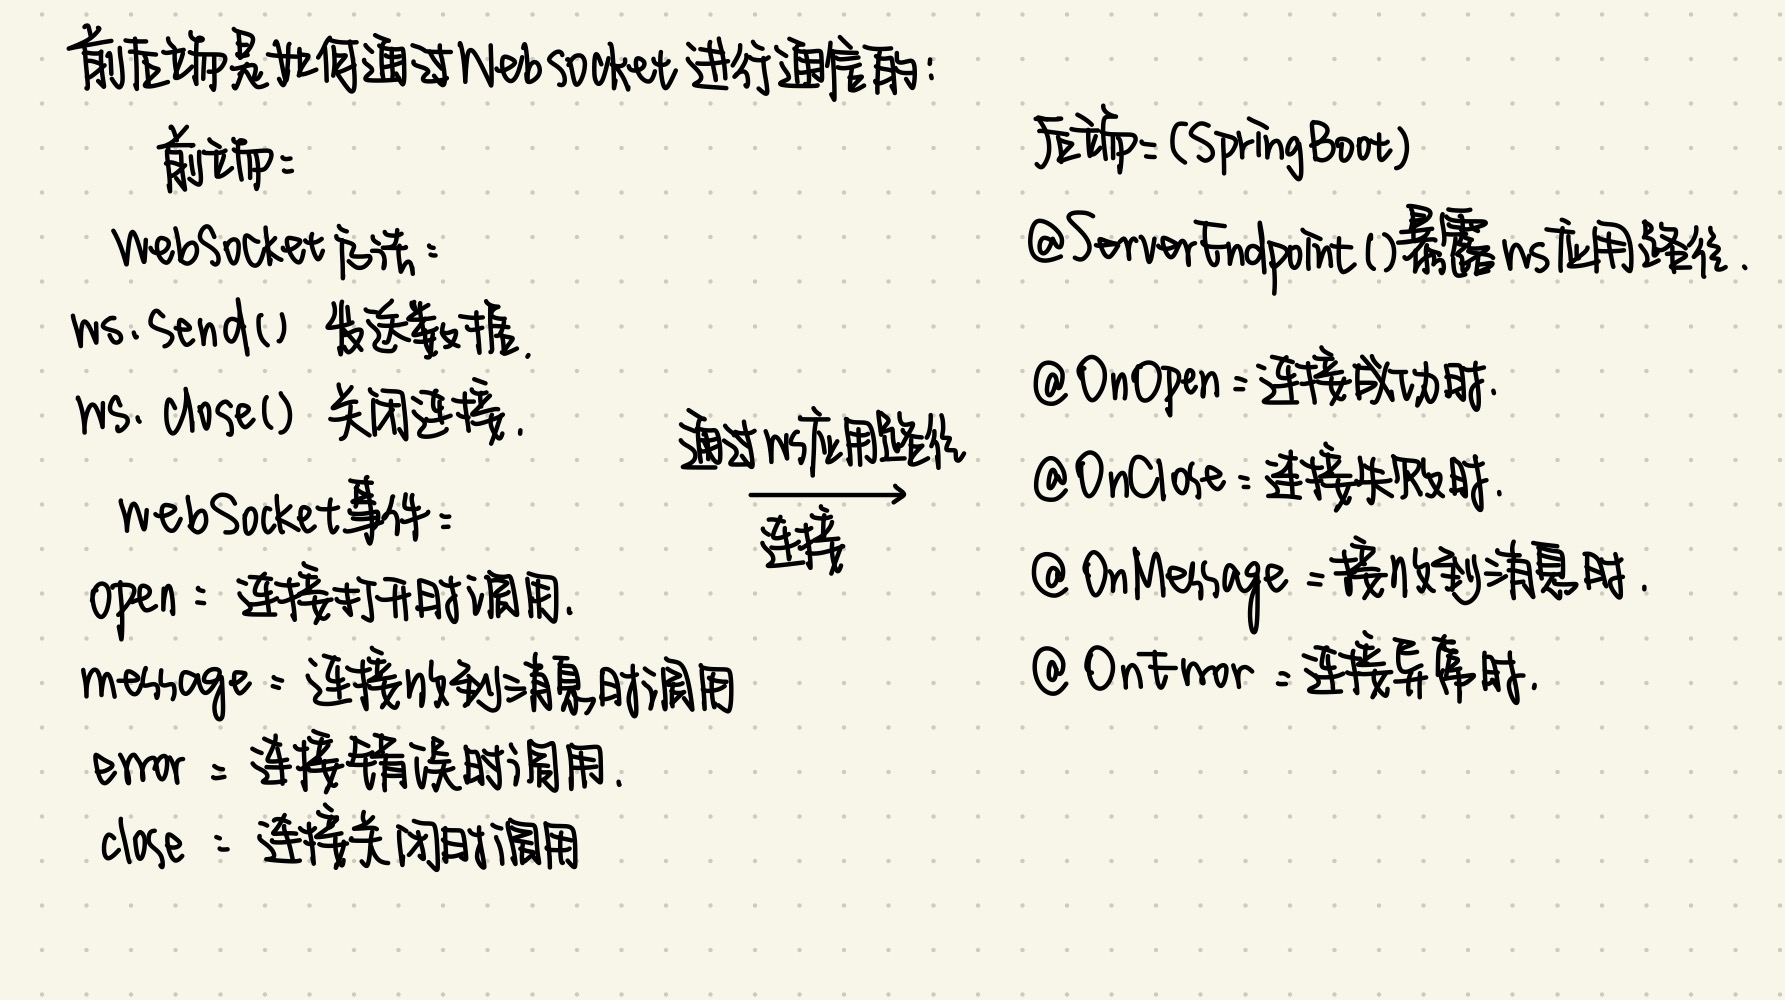 前后端是如何通过Websocket进行通信的：
前端：
WebSocket方法：
ws.send() 发送数据.
ws.close() 关闭连接.
WebSocket事件：
open：连接打开时调用.
message：连接收到消息时调用
error：连接错误时调用.
close：连接关闭时调用
通过ws应用路径
连接
后端：(SpringBoot)
@ServerEndpoint()暴露ws应用路径.
@OnOpen：连接成功时.
@OnClose：连接失败时.
@OnMessage：接收到消息时.
@OnError：连接异常时.